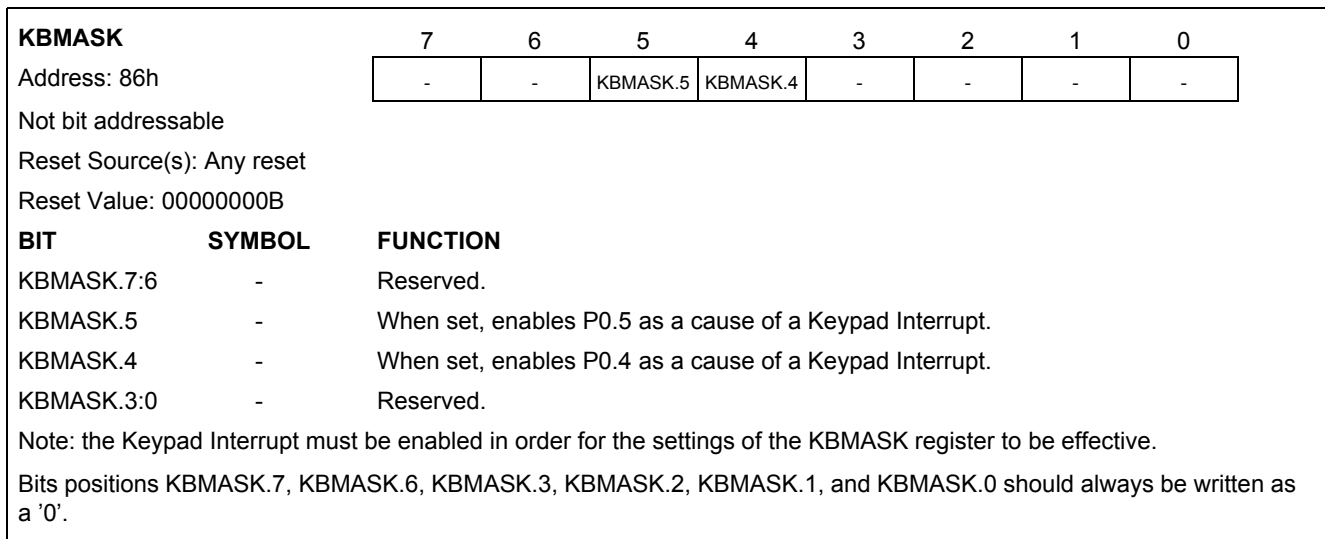 KBMASK 7 6 5 4 3 2 1 0
Address: 86h - - KBMASK.5 KBMASK.4 - - - -
Not bit addressable
Reset Source(s): Any reset
Reset Value: 00000000B
BIT SYMBOL FUNCTION
KBMASK.7:6 - Reserved.
KBMASK.5 - When set, enables P0.5 as a cause of a Keypad Interrupt.
KBMASK.4 - When set, enables P0.4 as a cause of a Keypad Interrupt.
KBMASK.3:0 - Reserved.
Note: the Keypad Interrupt must be enabled in order for the settings of the KBMASK register to be effective.
Bits positions KBMASK.7, KBMASK.6, KBMASK.3, KBMASK.2, KBMASK.1, and KBMASK.0 should always be written as
a '0'.